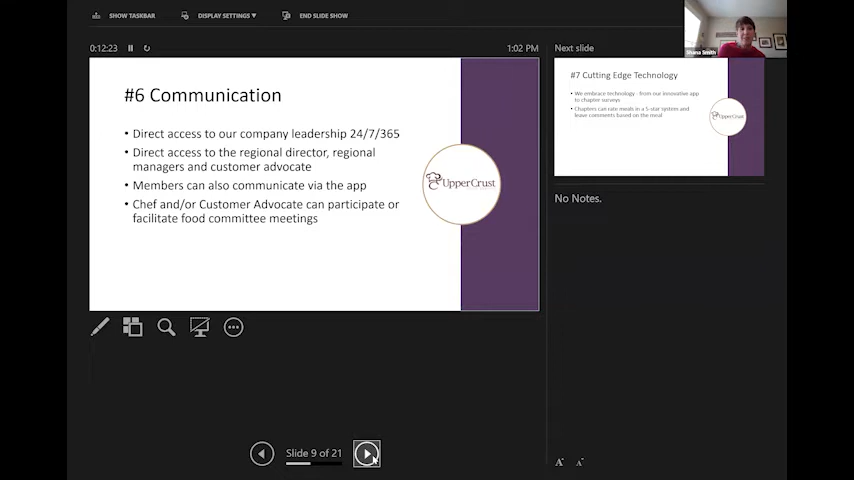 SHOW TASKBAR
DISPLAY SETTINGS ▼
END SLIDE SHOW
Shana Smith
0:12:23
1:02 PM
#6 Communication
• Direct access to our company leadership 24/7/365
• Direct access to the regional director, regional
managers and customer advocate
• Members can also communicate via the app
• Chef and/or Customer Advocate can participate or
facilitate food committee meetings
UpperCrust
Slide 9 of 21
Next slide
#7 Cutting Edge Technology
• We embrace technology - from our innovative app
to chapter surveys
• Chapters can rate meals in a 5-star system and
leave comments based on the meal
UpperCrust
No Notes.
A A